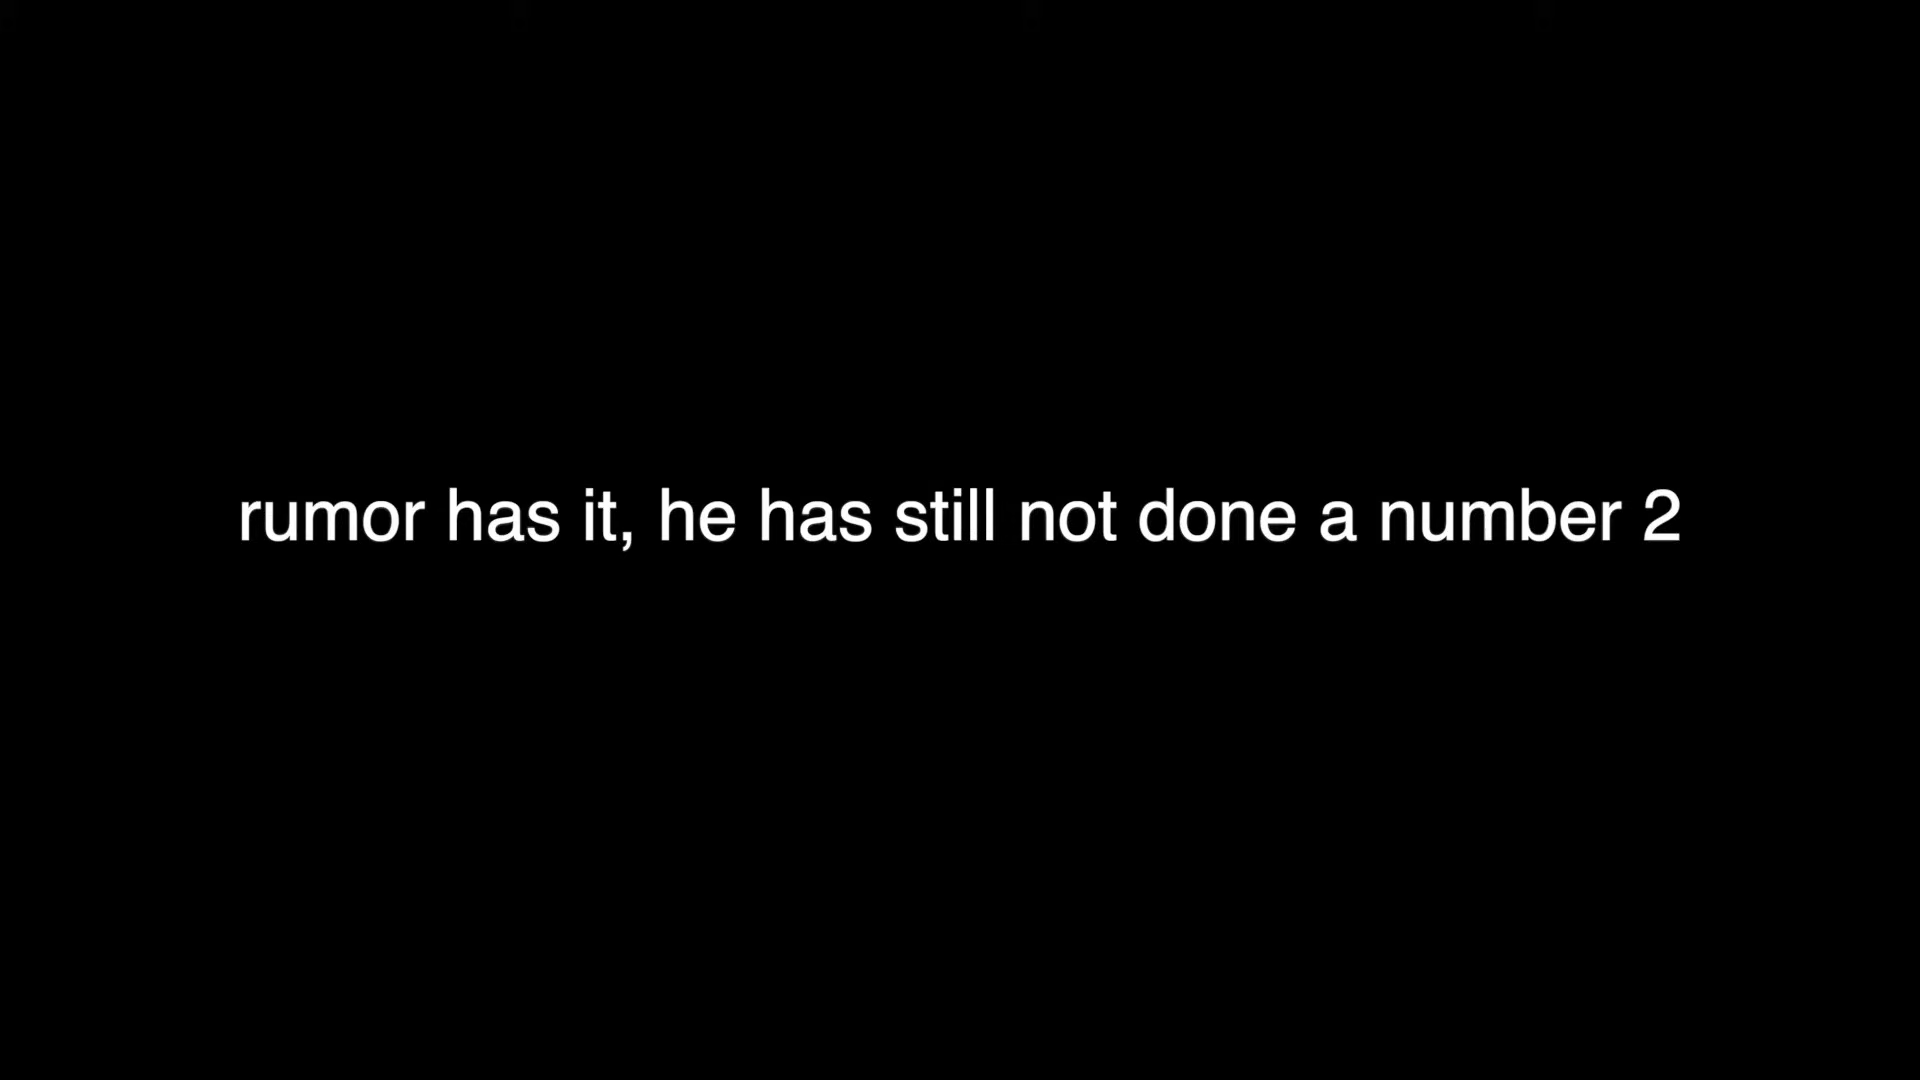 rumor has it, he has still not done a number 2